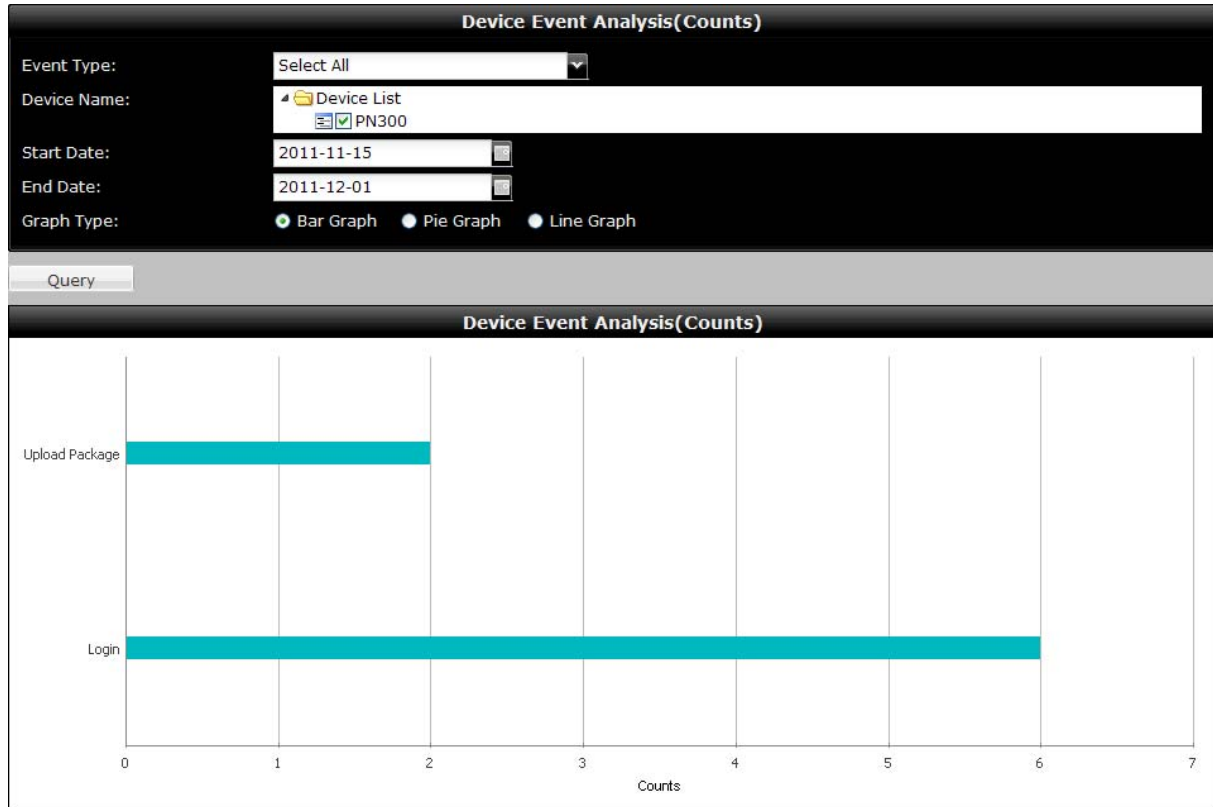 Device Event Analysis(Counts)
Event Type: Select All
Device Name: Device List
PN300
Start Date: 2011-11-15
End Date: 2011-12-01
Graph Type: Bar Graph Pie Graph Line Graph
Query
Device Event Analysis(Counts)
Upload Package
Login
0 1 2 3 4 5 6 7
Counts